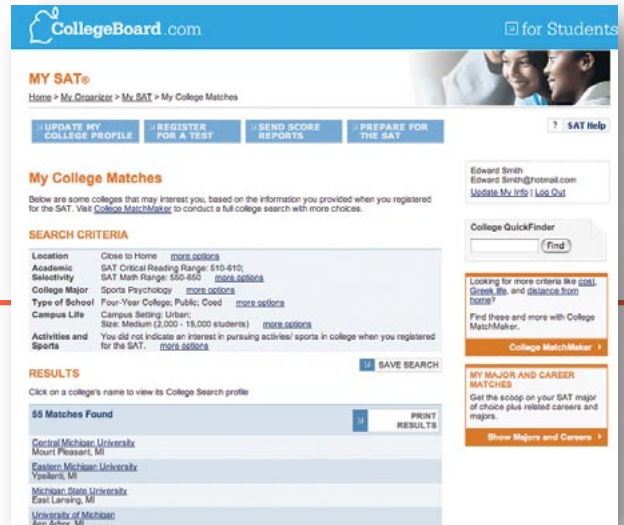 CollegeBoard.com
for Students
MY SAT®
Home > My Organizer > My SAT > My College Matches
UPDATE MY
COLLEGE PROFILE
REGISTER
FOR A TEST
SEND SCORE
REPORTS
PREPARE FOR
THE SAT
? SAT Help
My College Matches
Below are some colleges that may interest you, based on the information you provided when you registered
for the SAT. Visit College MatchMaker to conduct a full college search with more choices.
SEARCH CRITERIA
Location Close to Home more options
Academic Selectivity SAT Critical Reading Range: 510-610;
SAT Math Range: 550-650 more options
College Major Sports Psychology more options
Type of School Four-Year College; Public; Coed more options
Campus Life Campus Setting: Urban;
Size: Medium (2,000 - 15,000 students) more options
Activities and Sports You did not indicate an interest in pursuing activies/ sports in college when you registered
for the SAT. more options
SAVE SEARCH
RESULTS
Click on a college's name to view its College Search profile
55 Matches Found
PRINT
RESULTS
Central Michigan University
Mount Pleasant, MI
Eastern Michigan University
Ypsilenti, MI
Michigan State University
East Lansing, MI
University of Michigan
Ann Arbor, MI
Edward Smith
Edward Smith@hotmail.com
Update My Info | Log Out
College QuickFinder
Find
Looking for more criteria like cost,
Greek life, and distance from
home?
Find these and more with College
MatchMaker.
College MatchMaker
MY MAJOR AND CAREER
MATCHES
Get the scoop on your SAT major
of choice plus related careers and
majors.
Show Majors and Careers